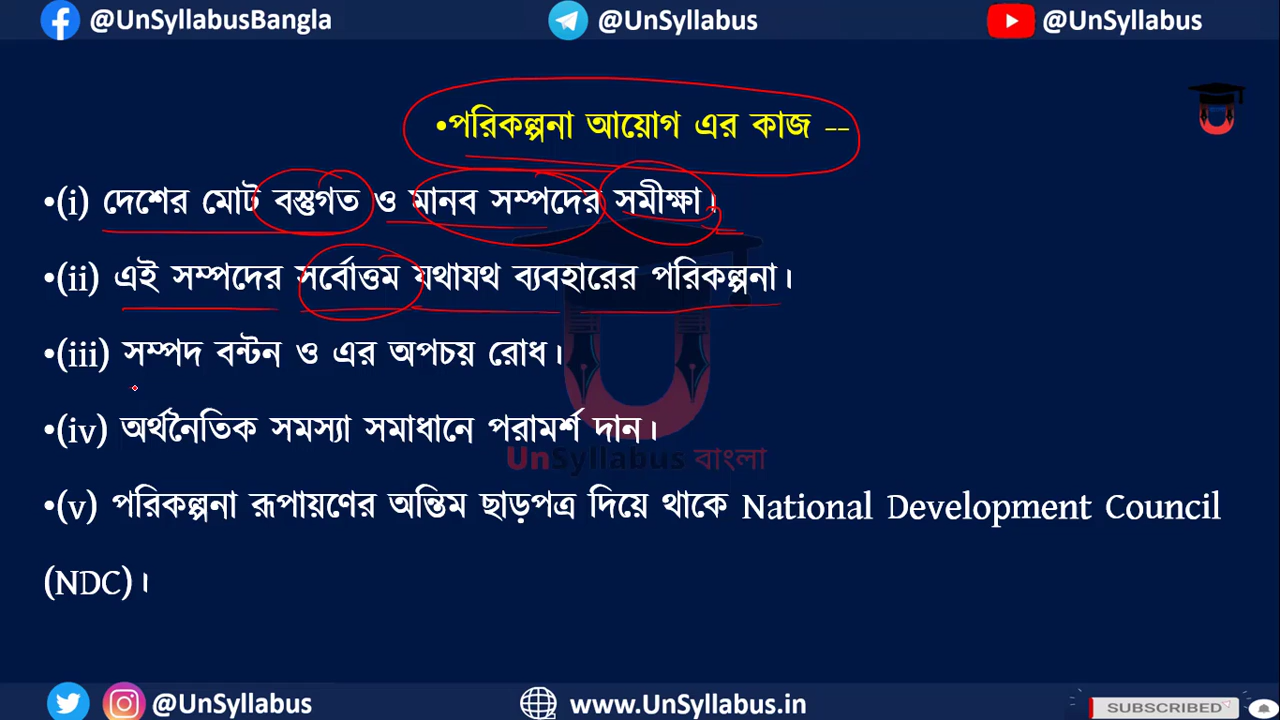 @UnSyllabusBangla @UnSyllabus @UnSyllabus
•পরিকল্পনা আয়োগ এর কাজ --
•(i) দেশের মোট বস্তুগত ও মানব সম্পদের সমীক্ষা।
•(ii) এই সম্পদের সর্বোত্তম যথাযথ ব্যবহারের পরিকল্পনা।
•(iii) সম্পদ বন্টন ও এর অপচয় রোধ।
•(iv) অর্থনৈতিক সমস্যা সমাধানে পরামর্শ দান।
UnSyllabus বাংলা
•(v) পরিকল্পনা রূপায়ণের অন্তিম ছাড়পত্র দিয়ে থাকে National Development Council
(NDC)।
@UnSyllabus www.UnSyllabus.in SUBSCRIBED